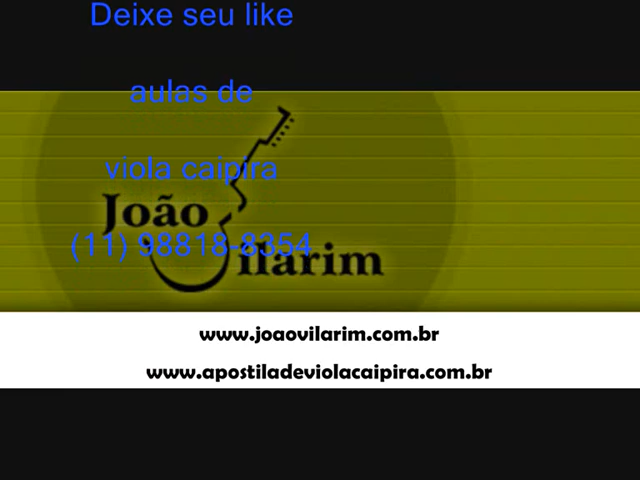 Deixe seu like
aulas de
viola caipira
João
(11) 98818-8354
Vilarim
www.joaovilarim.com.br
www.apostiladeviolacaipira.com.br